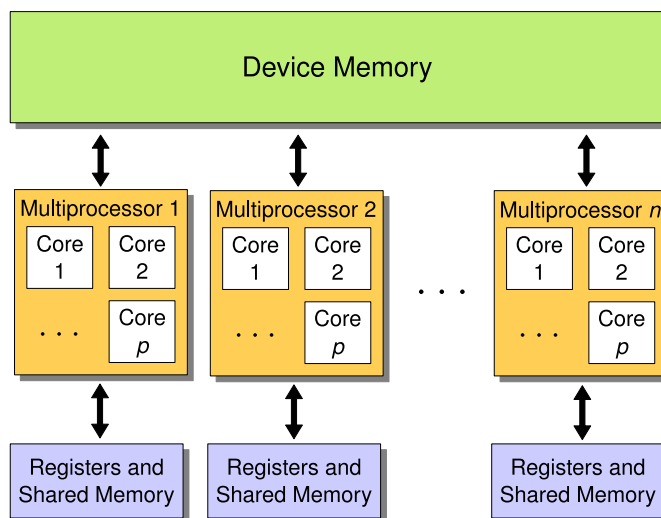 Device Memory
Multiprocessor 1
Core
1
Core
2
. . .
Core
p
Multiprocessor 2
Core
1
Core
2
. . .
Core
p
. . .
Multiprocessor n
Core
1
Core
2
. . .
Core
p
Registers and
Shared Memory
Registers and
Shared Memory
Registers and
Shared Memory